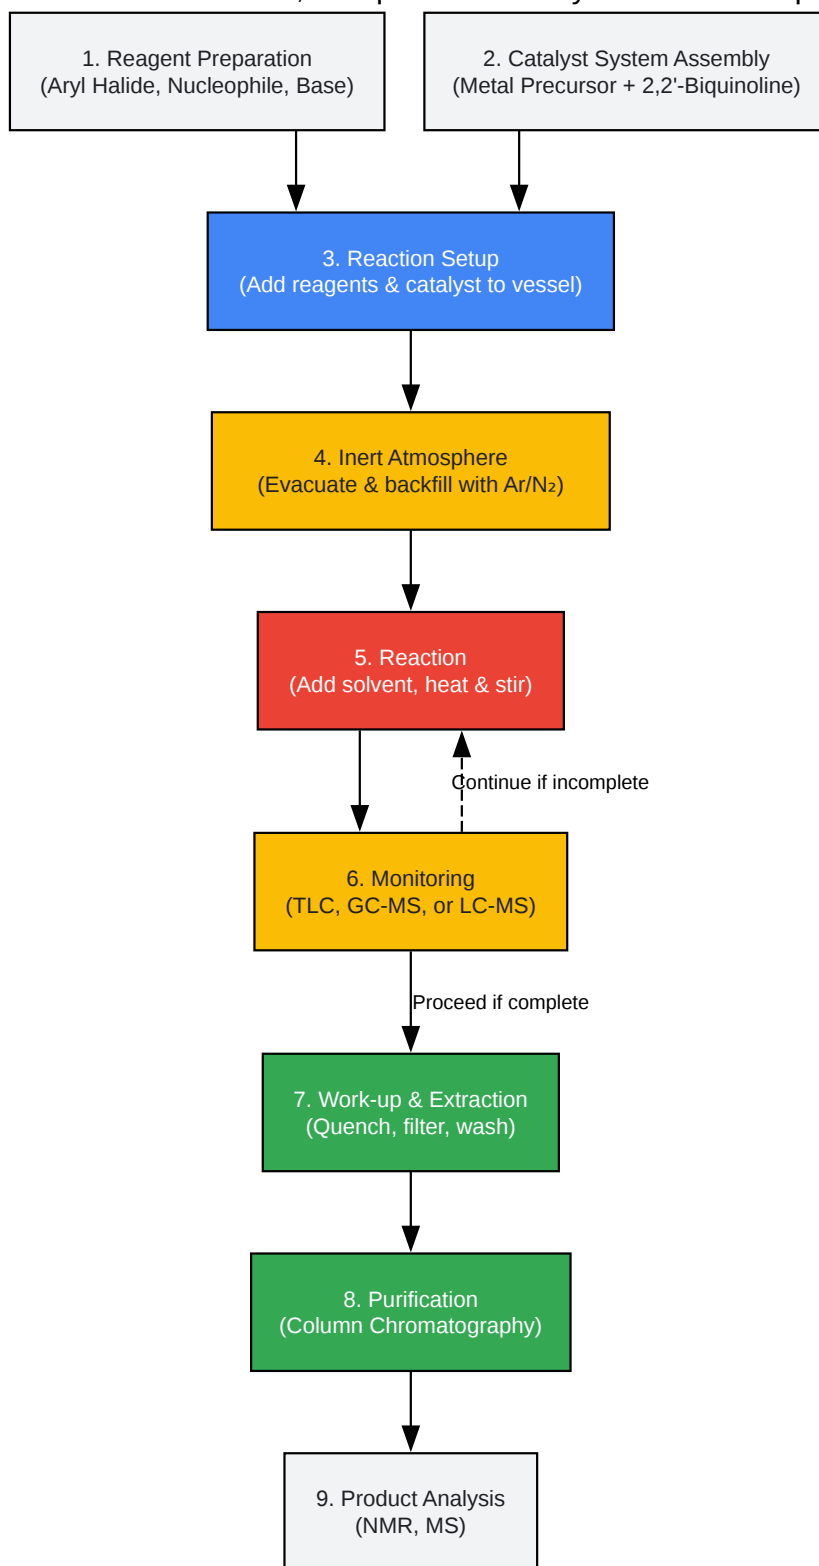 1. Reagent Preparation
(Aryl Halide, Nucleophile, Base)
2. Catalyst System Assembly
(Metal Precursor + 2,2'-Biquinoline)
3. Reaction Setup
(Add reagents & catalyst to vessel)
4. Inert Atmosphere
(Evacuate & backfill with Ar/N₂)
5. Reaction
(Add solvent, heat & stir)
Continue if incomplete
6. Monitoring
(TLC, GC-MS, or LC-MS)
Proceed if complete
7. Work-up & Extraction
(Quench, filter, wash)
8. Purification
(Column Chromatography)
9. Product Analysis
(NMR, MS)